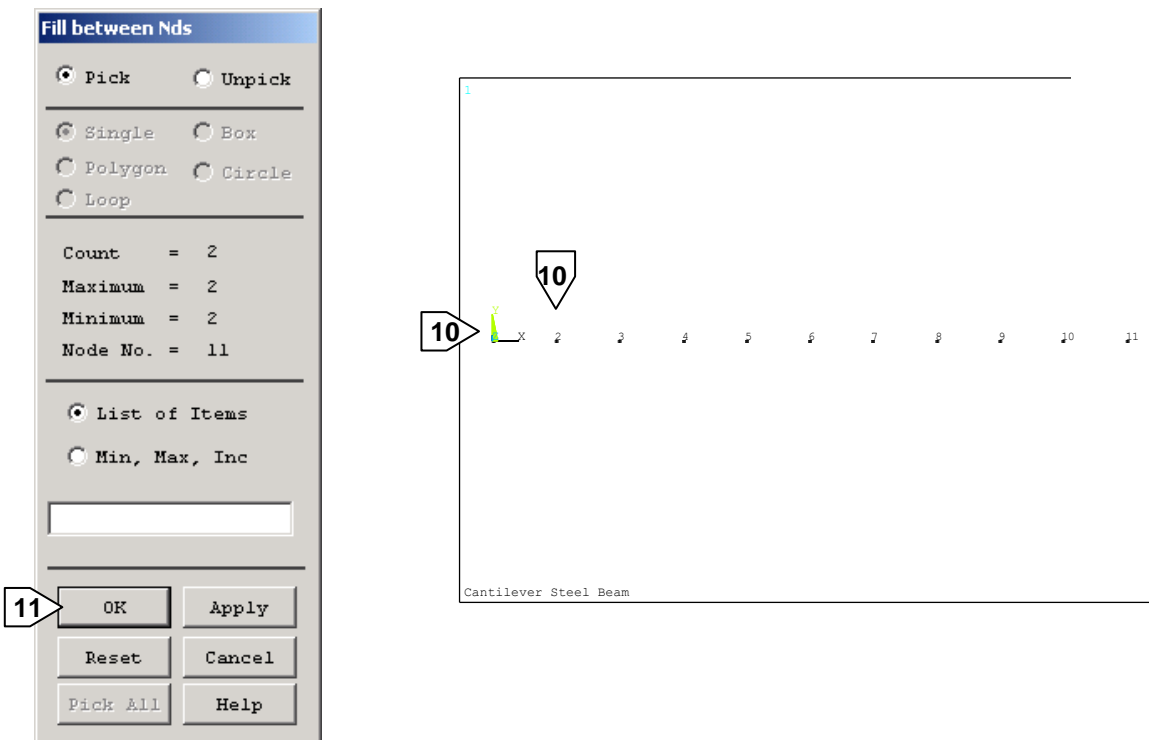 Fill between Nds
Pick Unpick
Single Box
Polygon Circle
Loop
Count = 2
Maximum = 2
Minimum = 2
Node No. = 11
List of Items
Min, Max, Inc
11
OK Apply
Reset Cancel
Pick All Help
1
10
10
Y
X 2 3 4 5 6 7 8 9 10 11
Cantilever Steel Beam